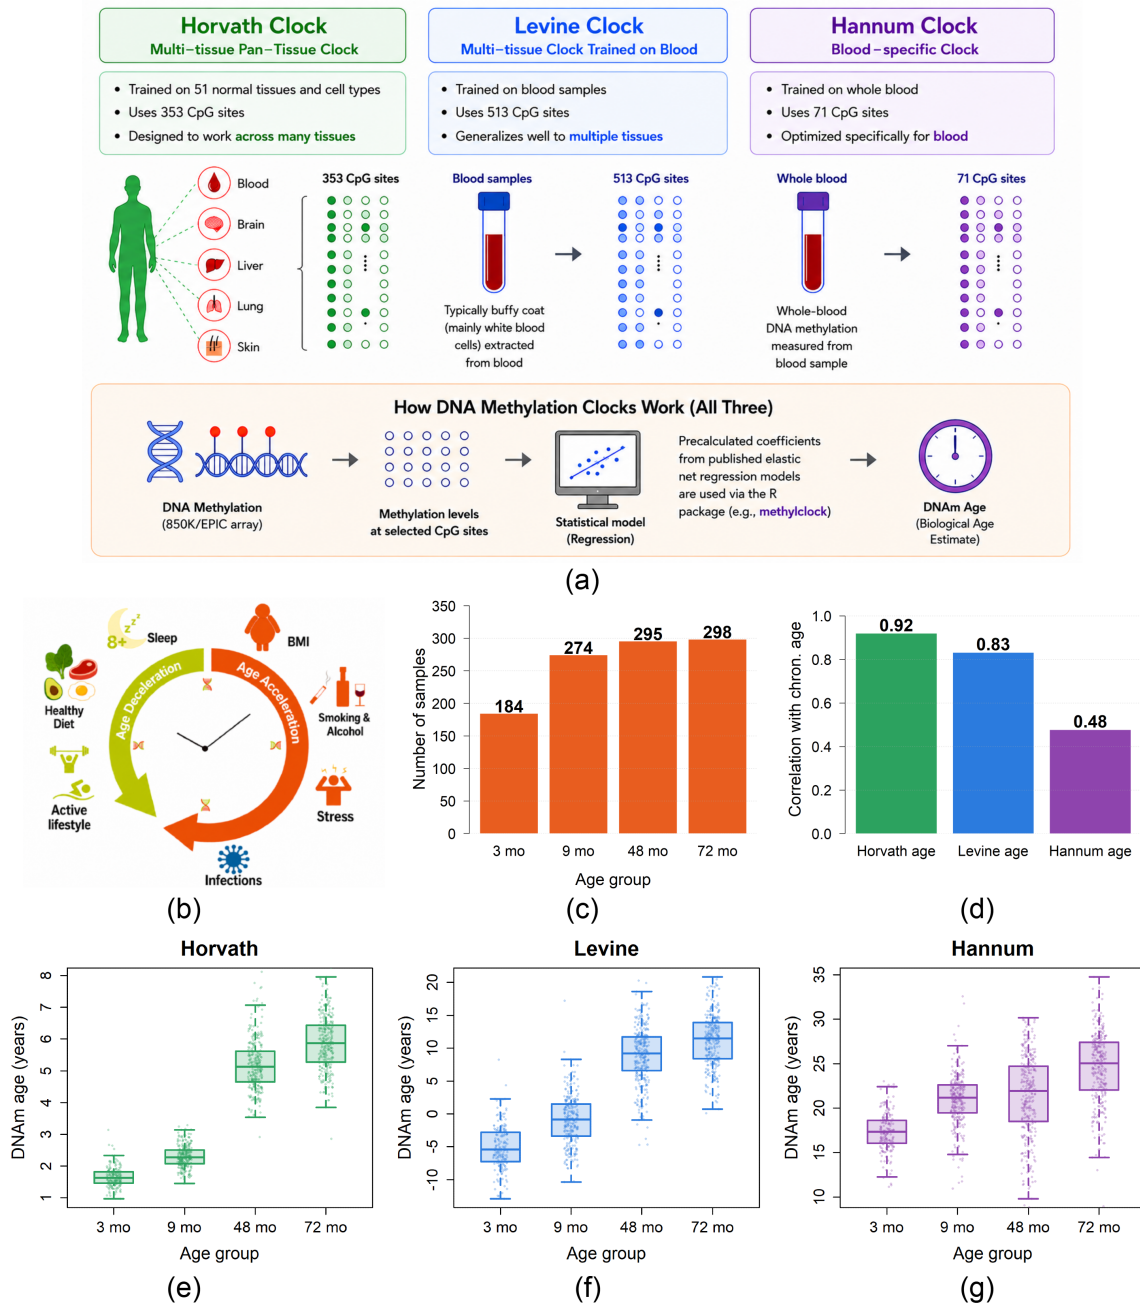 Horvath Clock
Multi-tissue Pan-Tissue Clock
Levine Clock
Multi-tissue Clock Trained on Blood
Hannum Clock
Blood-specific Clock
• Trained on 51 normal tissues and cell types
• Uses 353 CpG sites
• Designed to work across many tissues
• Trained on blood samples
• Uses 513 CpG sites
• Generalizes well to multiple tissues
• Trained on whole blood
• Uses 71 CpG sites
• Optimized specifically for blood
Blood
Brain
Liver
Lung
Skin
353 CpG sites
Blood samples
Typically buffy coat
(mainly white blood
cells) extracted
from blood
513 CpG sites
Whole blood
Whole-blood
DNA methylation
measured from
blood sample
71 CpG sites
How DNA Methylation Clocks Work (All Three)
DNA Methylation
(850K/EPIC array)
Methylation levels
at selected CpG sites
Statistical model
(Regression)
Precalculated coefficients
from published elastic
net regression models
are used via the R
package (e.g., methylclock)
DNAm Age
(Biological Age
Estimate)
(a)
8+ z z z
Sleep
BMI
Healthy
Diet
Age Deceleration
Age Acceleration
Smoking &
Alcohol
Active
lifestyle
Stress
Infections
(b)
Number of samples
350
300
250
200
150
100
50
0
184
274
295
298
3 mo
9 mo
48 mo
72 mo
Age group
(c)
Correlation with chron. age
1.0
0.8
0.6
0.4
0.2
0.0
0.92
0.83
0.48
Horvath age
Levine age
Hannum age
(d)
Horvath
DNAm age (years)
8
7
6
5
4
3
2
1
3 mo
9 mo
48 mo
72 mo
Age group
(e)
Levine
DNAm age (years)
20
15
10
5
0
-5
-10
3 mo
9 mo
48 mo
72 mo
Age group
(f)
Hannum
DNAm age (years)
35
30
25
20
15
10
3 mo
9 mo
48 mo
72 mo
Age group
(g)